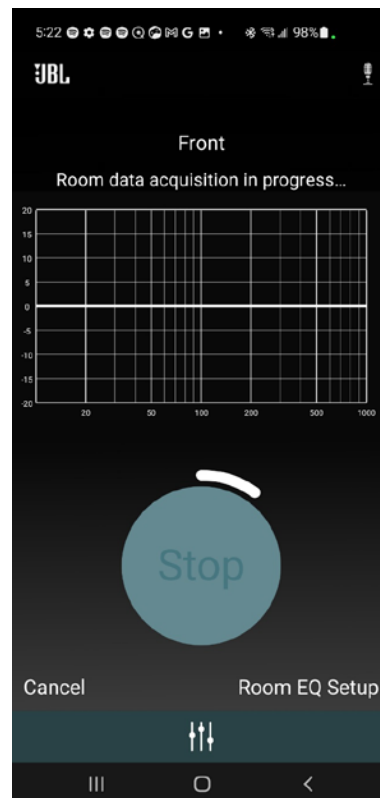 5:22 98%
JBL
Front
Room data acquisition in progress...
20
15
10
5
0
-5
-10
-15
-20
20 50 100 200 500 1000
Stop
Cancel Room EQ Setup